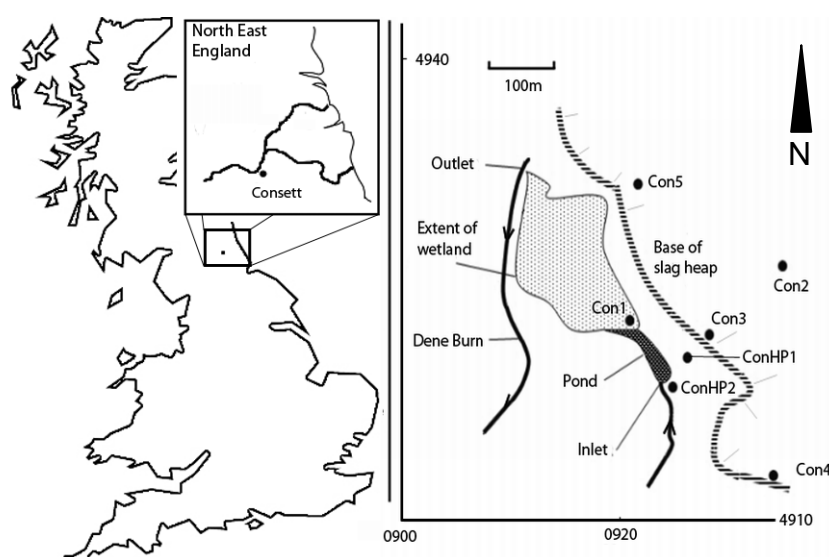 North East
England
Consett
4940
100m
N
Outlet
Con5
Extent of
wetland
Base of
slag heap
Con2
Con1
Con3
Dene Burn
ConHP1
Pond
ConHP2
Inlet
Con4
4910
0900
0920